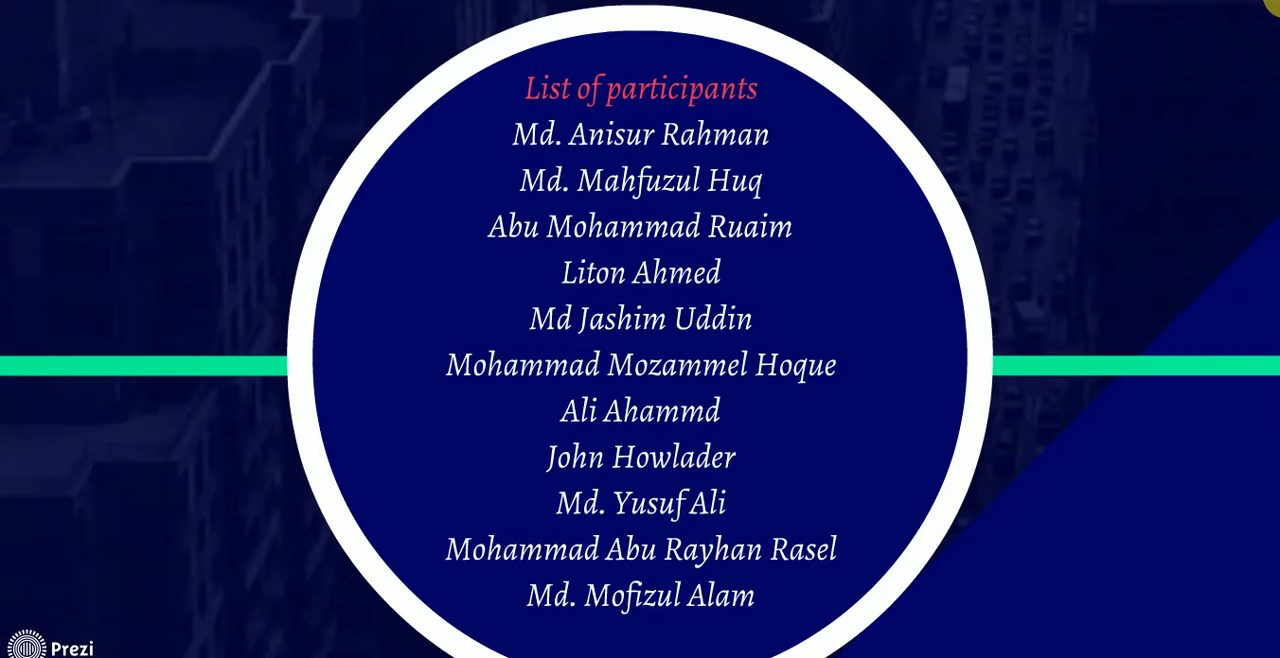 List of participants
Md. Anisur Rahman
Md. Mahfuzul Huq
Abu Mohammad Ruaim
Liton Ahmed
Md Jashim Uddin
Mohammad Mozammel Hoque
Ali Ahammd
John Howlader
Md. Yusuf Ali
Mohammad Abu Rayhan Rasel
Md. Mofizul Alam
Prezi